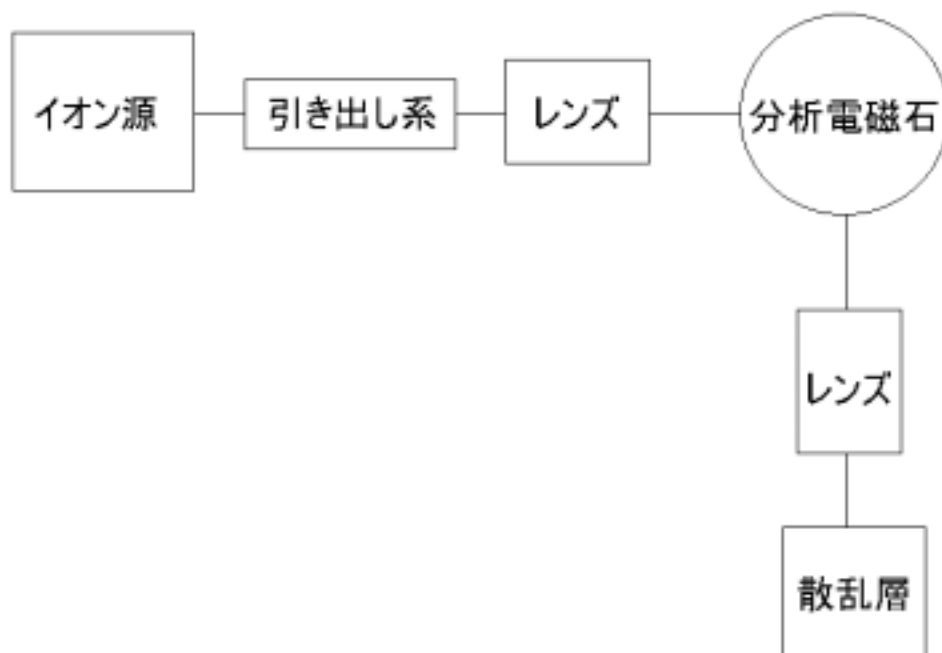 イオン源
引き出し系
レンズ
分析電磁石
レンズ
散乱層